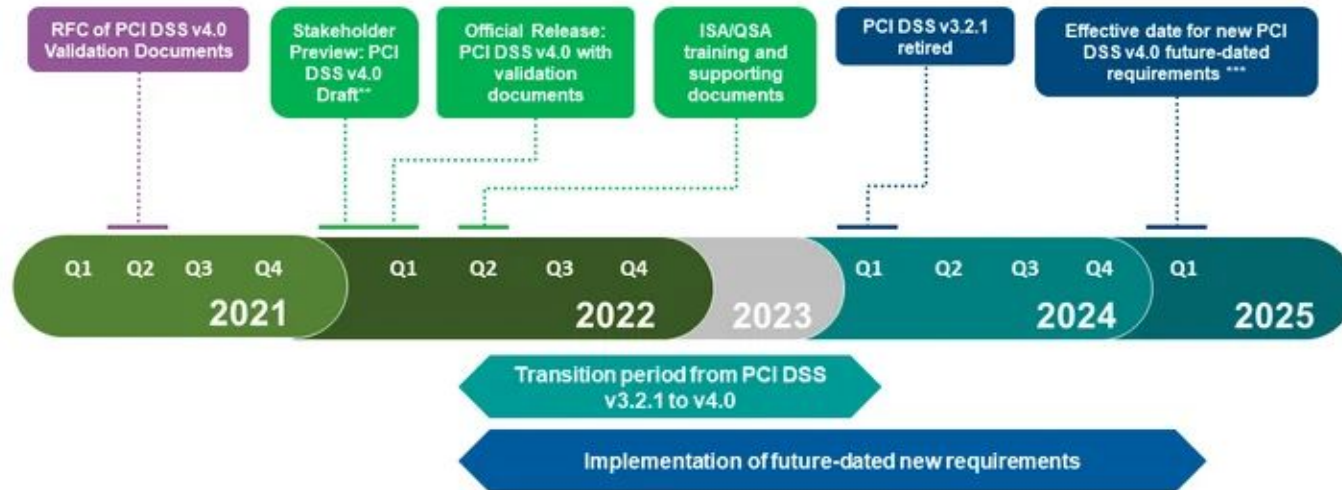 RFC of PCI DSS v4.0
Validation Documents
Stakeholder
Preview: PCI
DSS v4.0
Draft**
Official Release:
PCI DSS v4.0 with
validation
documents
ISA/QSA
training and
supporting
documents
PCI DSS v3.2.1
retired
Effective date for new PCI
DSS v4.0 future-dated
requirements ***
Q1 Q2 Q3 Q4
2021
Q1 Q2 Q3 Q4
2022
2023
Q1 Q2 Q3 Q4
2024
Q1
2025
Transition period from PCI DSS
v3.2.1 to v4.0
Implementation of future-dated new requirements